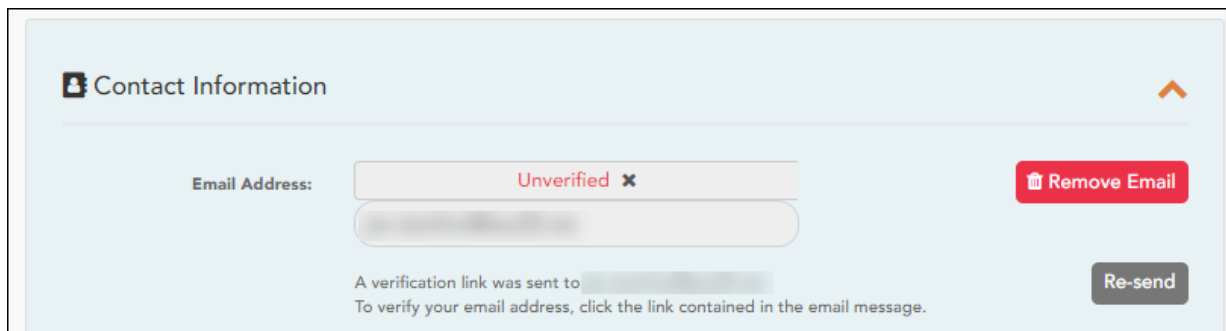 Contact Information
Email Address:
Unverified ✖
Remove Email
A verification link was sent to
Re-send
To verify your email address, click the link contained in the email message.